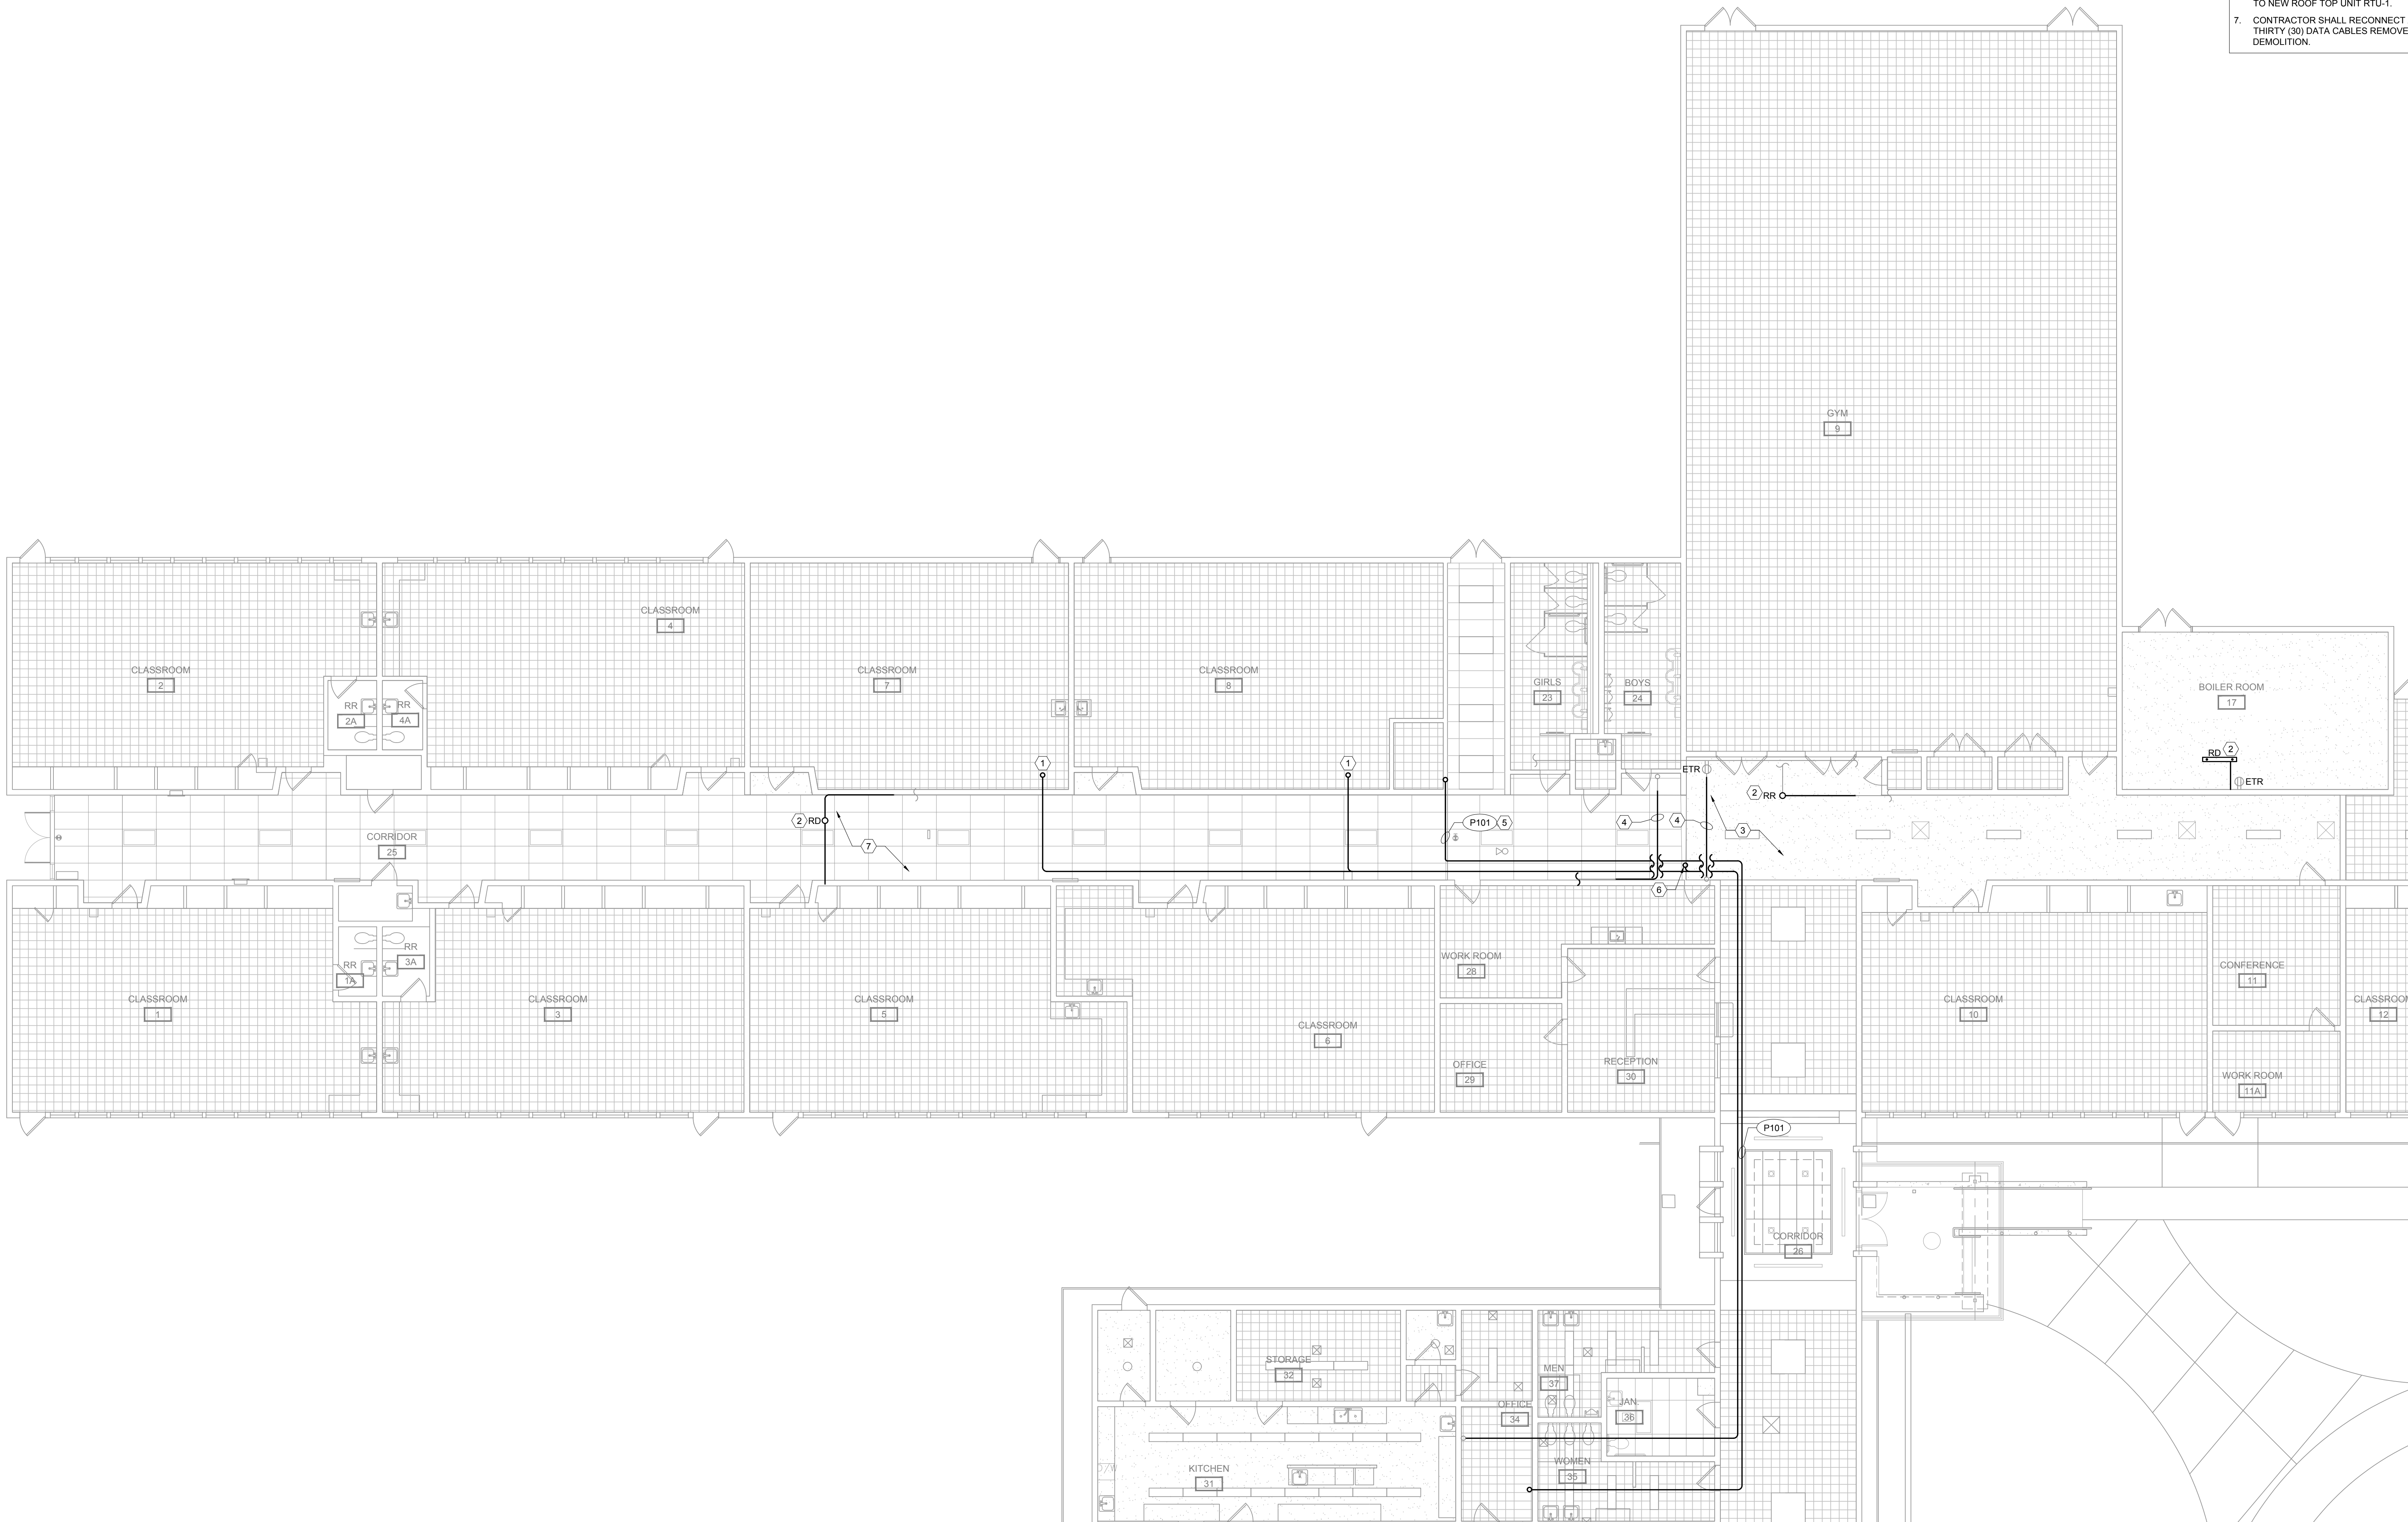 TO NEW ROOF TOP UNIT RTU-1.
7. CONTRACTOR SHALL RECONNECT
THIRTY (30) DATA CABLES REMOVE
DEMOLITION.
GYM
9
CLASSROOM
4
CLASSROOM
2
CLASSROOM
7
CLASSROOM
8
GIRLS
23
BOYS
24
BOILER ROOM
17
RR
2A
RR
4A
RD 2
ETR
1
1
ETR
2 RR
2 RD
CORRIDOR
25
7
P101 5
4
4
3
6
RR
1A
RR
3A
WORK ROOM
28
CONFERENCE
11
CLASSROOM
1
CLASSROOM
3
CLASSROOM
5
CLASSROOM
6
CLASSROOM
10
CLASSROOM
12
OFFICE
29
RECEPTION
30
WORK ROOM
11A
P101
CORRIDOR
26
STORAGE
32
MEN
37
OFFICE
34
JAN.
36
D/W
KITCHEN
31
WOMEN
35